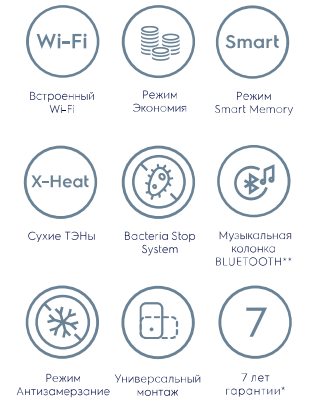 Wi-Fi
Smart
Встроенный
Wi-Fi
Режим
Экономия
Режим
Smart Memory
X-Heat
Сухие ТЭНы
Bacteria Stop
System
Музыкальная
колонка
BLUETOOTH**
7
Режим
Антизамерзание
Универсальный
монтаж
7 лет
гарантии*